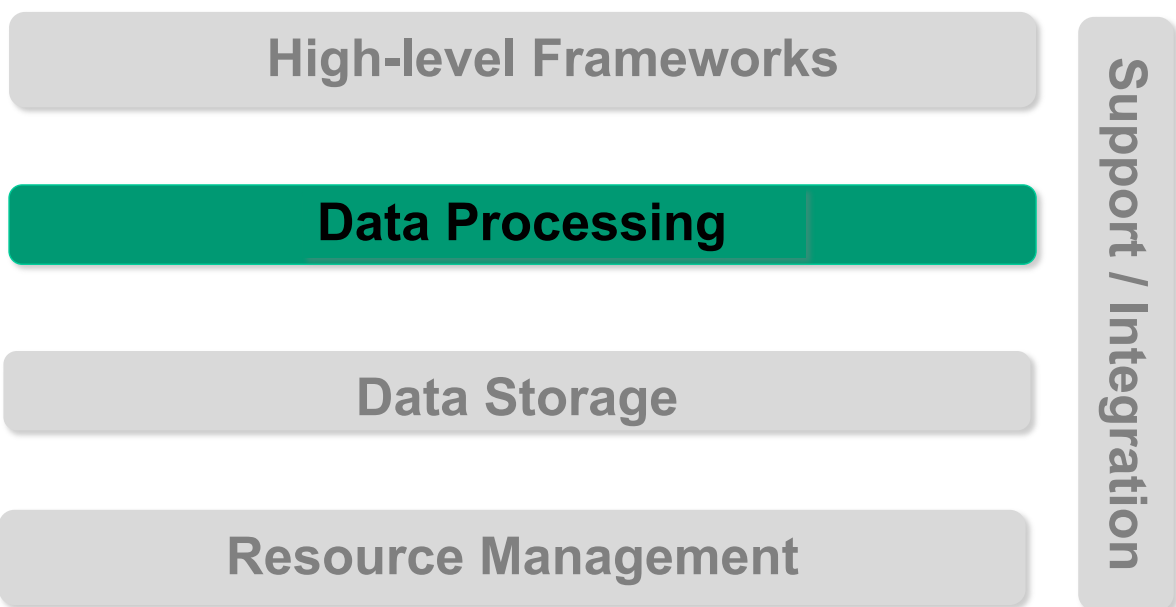 High-level Frameworks
Data Processing
Data Storage
Resource Management
Support / Integration